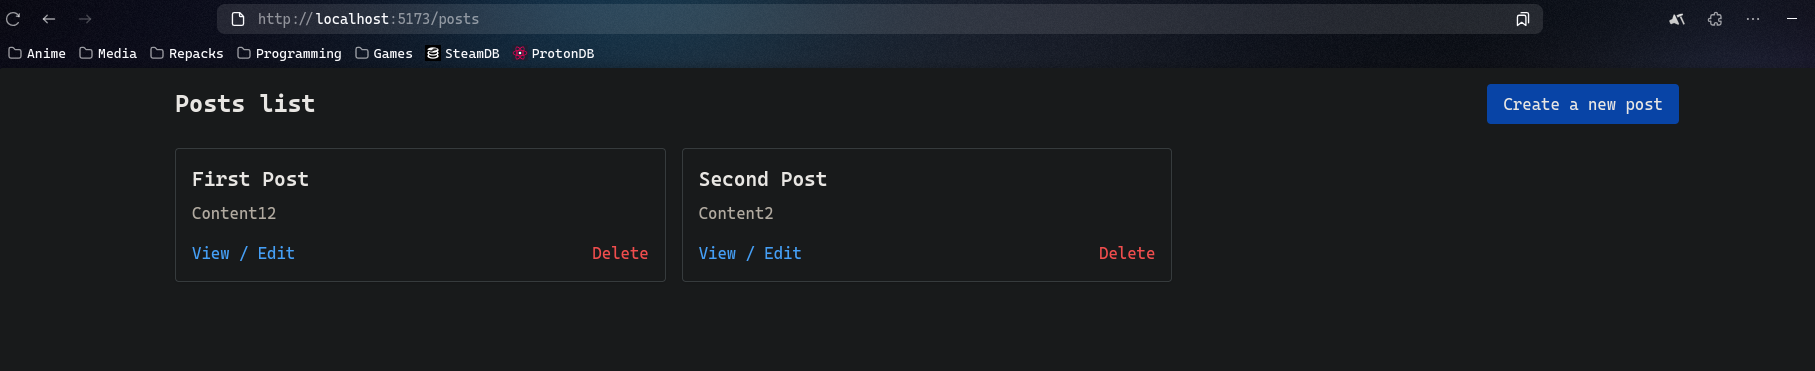 http://localhost:5173/posts
Anime Media Repacks Programming Games SteamDB ProtonDB
Posts list
Create a new post
First Post
Content12
View / Edit
Delete
Second Post
Content2
View / Edit
Delete